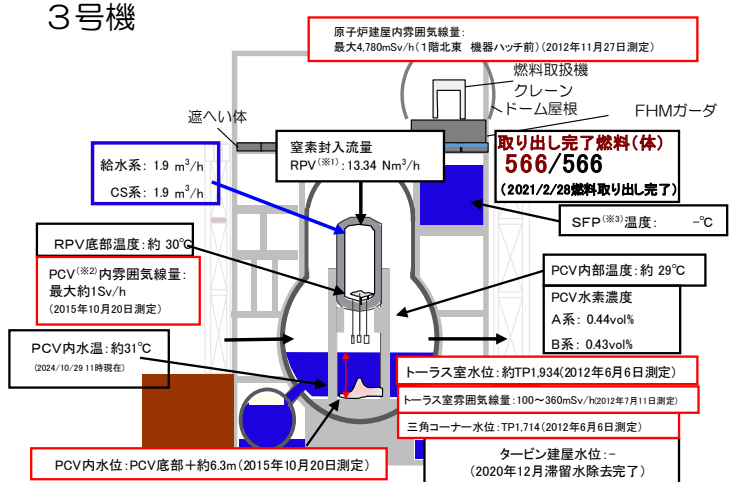 ３号機
原子炉建屋内雰囲気線量:
最大4,780mSv/h(１階北東　機器ハッチ前)(2012年11月27日測定)
燃料取扱機
クレーン
ドーム屋根
FHMガーダ
遮へい体
窒素封入流量
RPV(※1):13.34 Nm3/h
取り出し完了燃料(体)
566/566
(2021/2/28燃料取り出し完了)
給水系: 1.9 m3/h
CS系: 1.9 m3/h
SFP(※3)温度:　-℃
RPV底部温度:約 30℃
PCV(※2)内雰囲気線量:
最大約1Sv/h
(2015年10月20日測定)
PCV内部温度:約 29℃
PCV水素濃度
A系: 0.44vol%
B系: 0.43vol%
PCV内水温:約31℃
(2024/10/29 11時現在)
トーラス室水位:約TP1,934(2012年6月6日測定)
トーラス室雰囲気線量:100～360mSv/h(2012年7月11日測定)
三角コーナー水位:TP1,714(2012年6月6日測定)
PCV内水位:PCV底部＋約6.3m(2015年10月20日測定)
タービン建屋水位:-
(2020年12月滞留水除去完了)